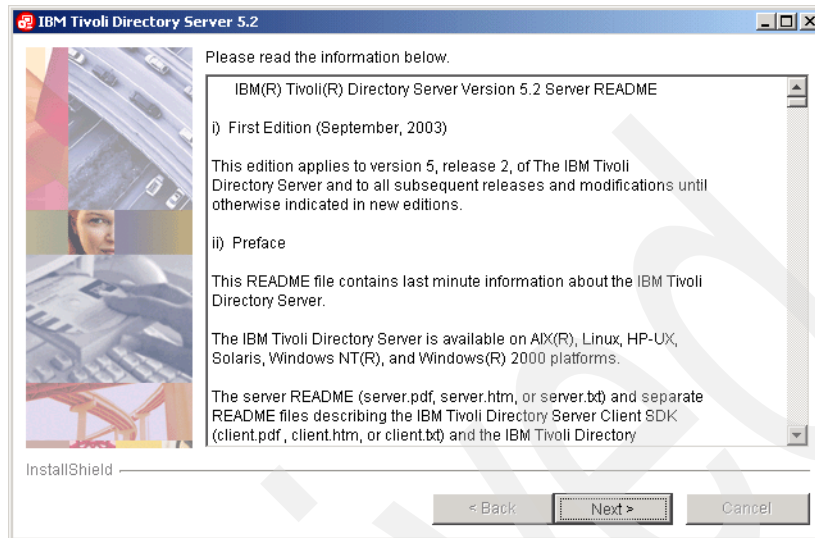 IBM Tivoli Directory Server 5.2
Please read the information below.
IBM(R) Tivoli(R) Directory Server Version 5.2 Server README
i) First Edition (September, 2003)
This edition applies to version 5, release 2, of The IBM Tivoli
Directory Server and to all subsequent releases and modifications until
otherwise indicated in new editions.
ii) Preface
This README file contains last minute information about the IBM Tivoli
Directory Server.
The IBM Tivoli Directory Server is available on AIX(R), Linux, HP-UX,
Solaris, Windows NT(R), and Windows(R) 2000 platforms.
The server README (server.pdf, server.htm, or server.txt) and separate
README files describing the IBM Tivoli Directory Server Client SDK
(client.pdf , client.htm, or client.txt) and the IBM Tivoli Directory
InstallShield
< Back Next > Cancel